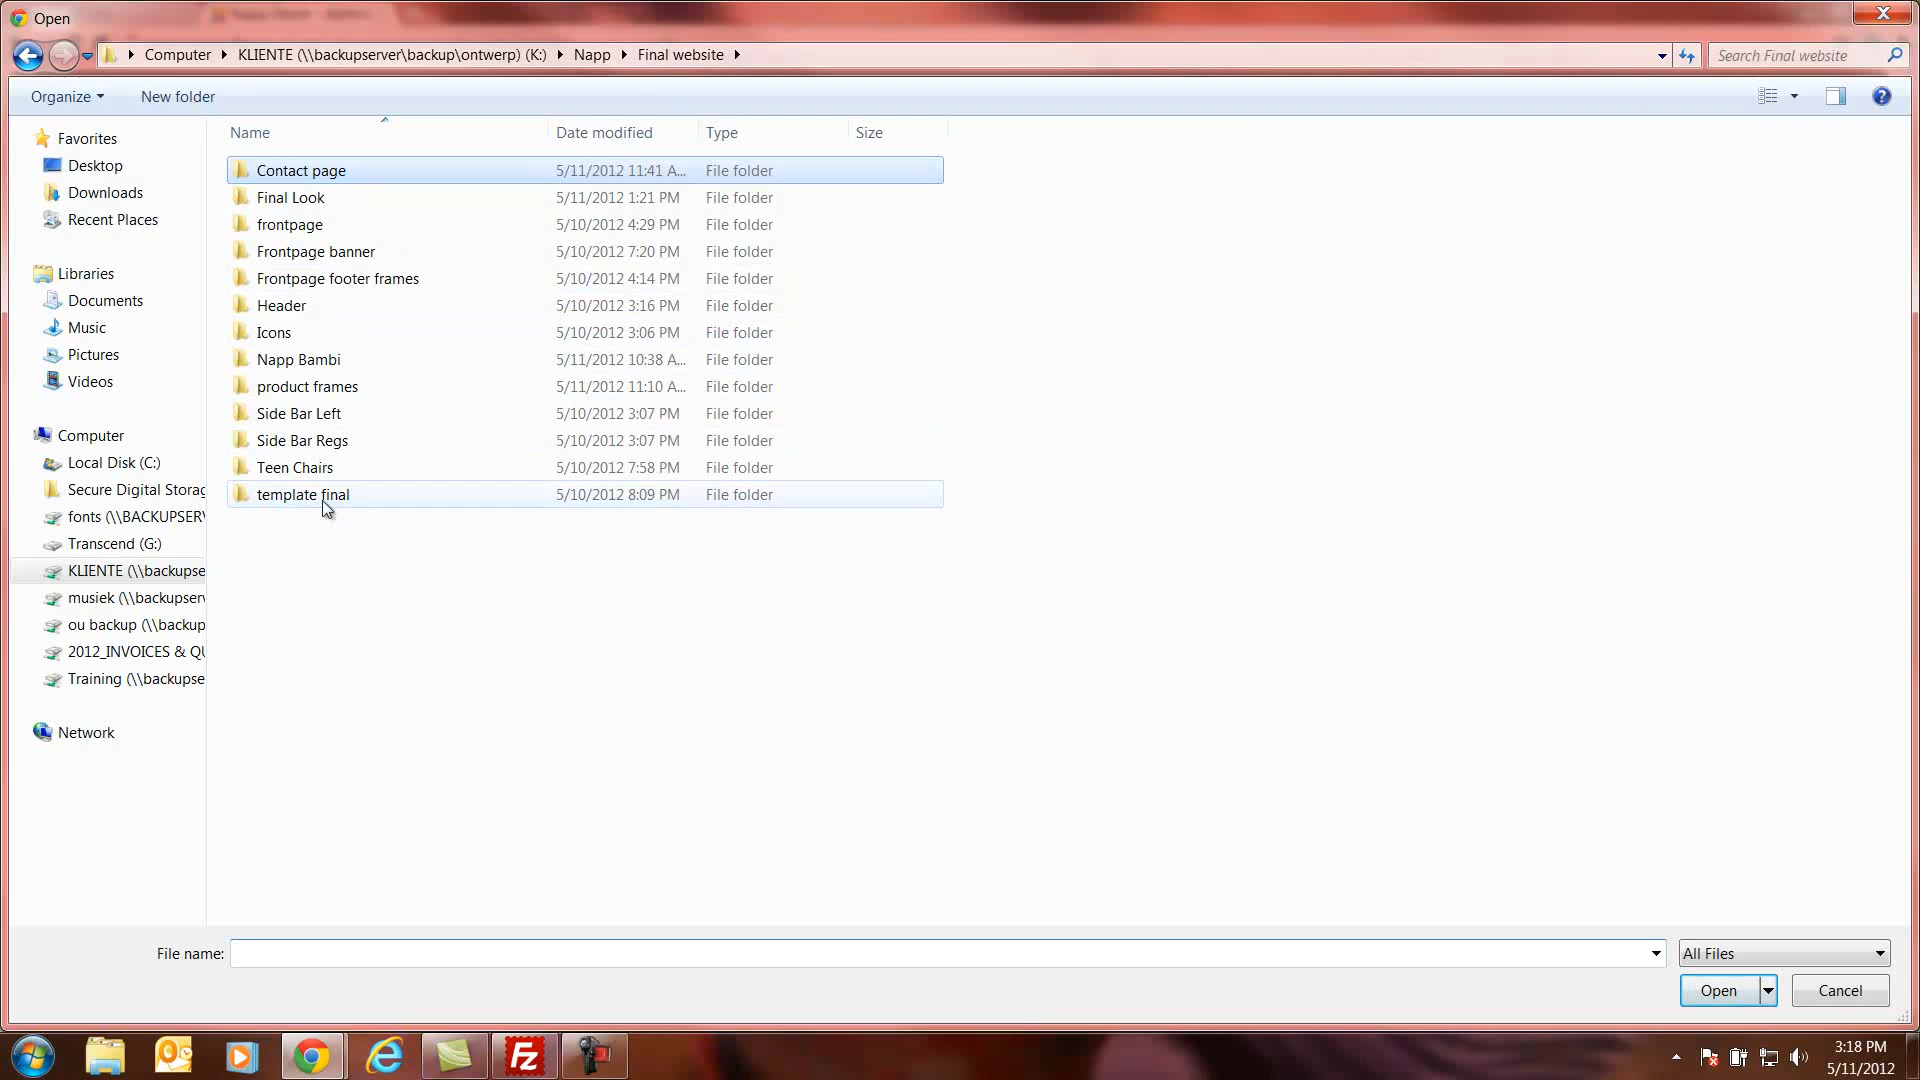 Open
Computer KLIENTE (\\backupserver\backup\ontwerp) (K:) Napp Final website
Search Final website
Organize New folder
Name Date modified Type Size
Favorites
Desktop
Downloads
Recent Places
Libraries
Documents
Music
Pictures
Videos
Computer
Local Disk (C:)
Secure Digital Storag
fonts (\\BACKUPSERV
Transcend (G:)
KLIENTE (\\backupse
musiek (\\backupserv
ou backup (\\backup
2012_INVOICES & QU
Training (\\backupse
Network
Contact page 5/11/2012 11:41 A... File folder
Final Look 5/11/2012 1:21 PM File folder
frontpage 5/10/2012 4:29 PM File folder
Frontpage banner 5/10/2012 7:20 PM File folder
Frontpage footer frames 5/10/2012 4:14 PM File folder
Header 5/10/2012 3:16 PM File folder
Icons 5/10/2012 3:06 PM File folder
Napp Bambi 5/11/2012 10:38 A... File folder
product frames 5/11/2012 11:10 A... File folder
Side Bar Left 5/10/2012 3:07 PM File folder
Side Bar Regs 5/10/2012 3:07 PM File folder
Teen Chairs 5/10/2012 7:58 PM File folder
template final 5/10/2012 8:09 PM File folder
File name: All Files
Open Cancel
3:18 PM
5/11/2012